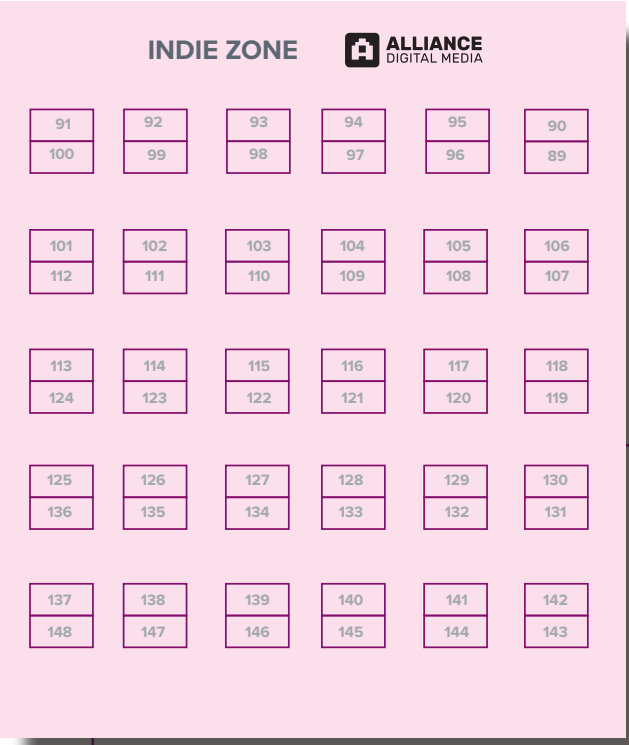 INDIE ZONE
ALLIANCE
DIGITAL MEDIA
91 92 93 94 95 90
100 99 98 97 96 89
101 102 103 104 105 106
112 111 110 109 108 107
113 114 115 116 117 118
124 123 122 121 120 119
125 126 127 128 129 130
136 135 134 133 132 131
137 138 139 140 141 142
148 147 146 145 144 143